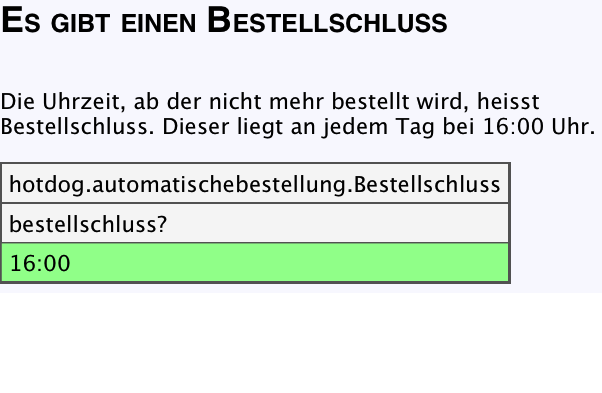 Es gibt einen Bestellschluss
Die Uhrzeit, ab der nicht mehr bestellt wird, heisst
Bestellschluss. Dieser liegt an jedem Tag bei 16:00 Uhr.
hotdog.automatischebestellung.Bestellschluss
bestellschluss?
16:00